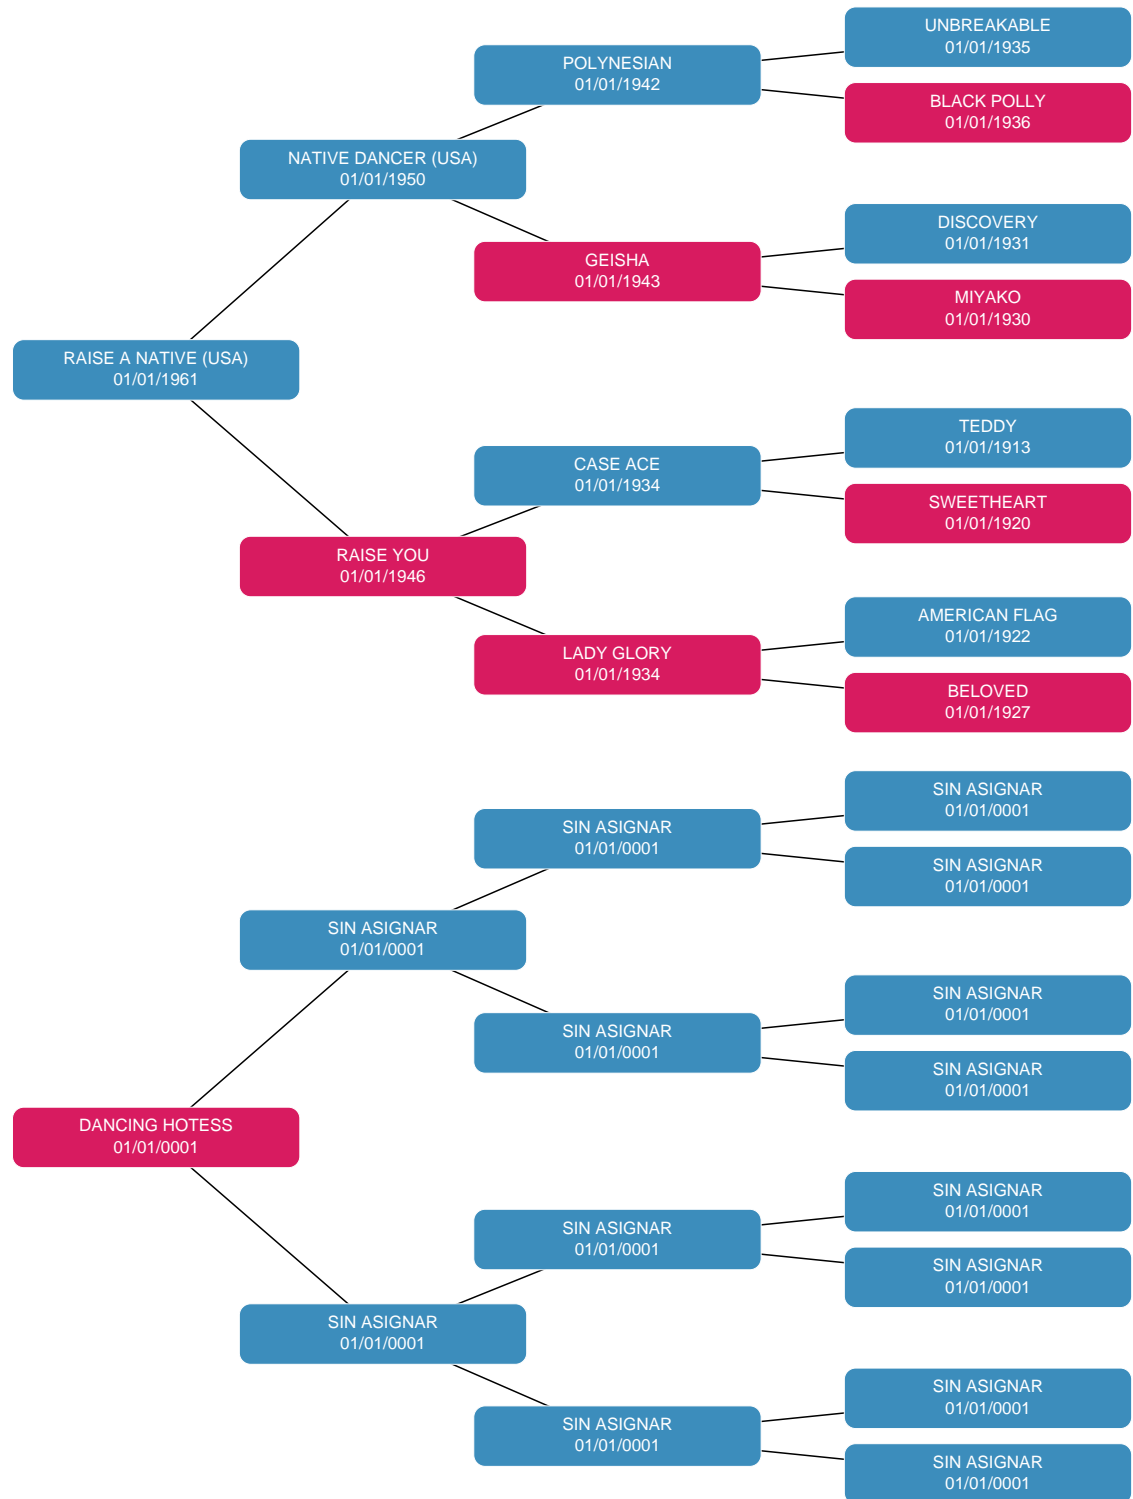 UNBREAKABLE
01/01/1935
POLYNESIAN
01/01/1942
BLACK POLLY
01/01/1936
NATIVE DANCER (USA)
01/01/1950
DISCOVERY
01/01/1931
GEISHA
01/01/1943
MIYAKO
01/01/1930
RAISE A NATIVE (USA)
01/01/1961
TEDDY
01/01/1913
CASE ACE
01/01/1934
SWEETHEART
01/01/1920
RAISE YOU
01/01/1946
AMERICAN FLAG
01/01/1922
LADY GLORY
01/01/1934
BELOVED
01/01/1927
SIN ASIGNAR
01/01/0001
SIN ASIGNAR
01/01/0001
SIN ASIGNAR
01/01/0001
SIN ASIGNAR
01/01/0001
SIN ASIGNAR
01/01/0001
SIN ASIGNAR
01/01/0001
SIN ASIGNAR
01/01/0001
DANCING HOTESS
01/01/0001
SIN ASIGNAR
01/01/0001
SIN ASIGNAR
01/01/0001
SIN ASIGNAR
01/01/0001
SIN ASIGNAR
01/01/0001
SIN ASIGNAR
01/01/0001
SIN ASIGNAR
01/01/0001
SIN ASIGNAR
01/01/0001